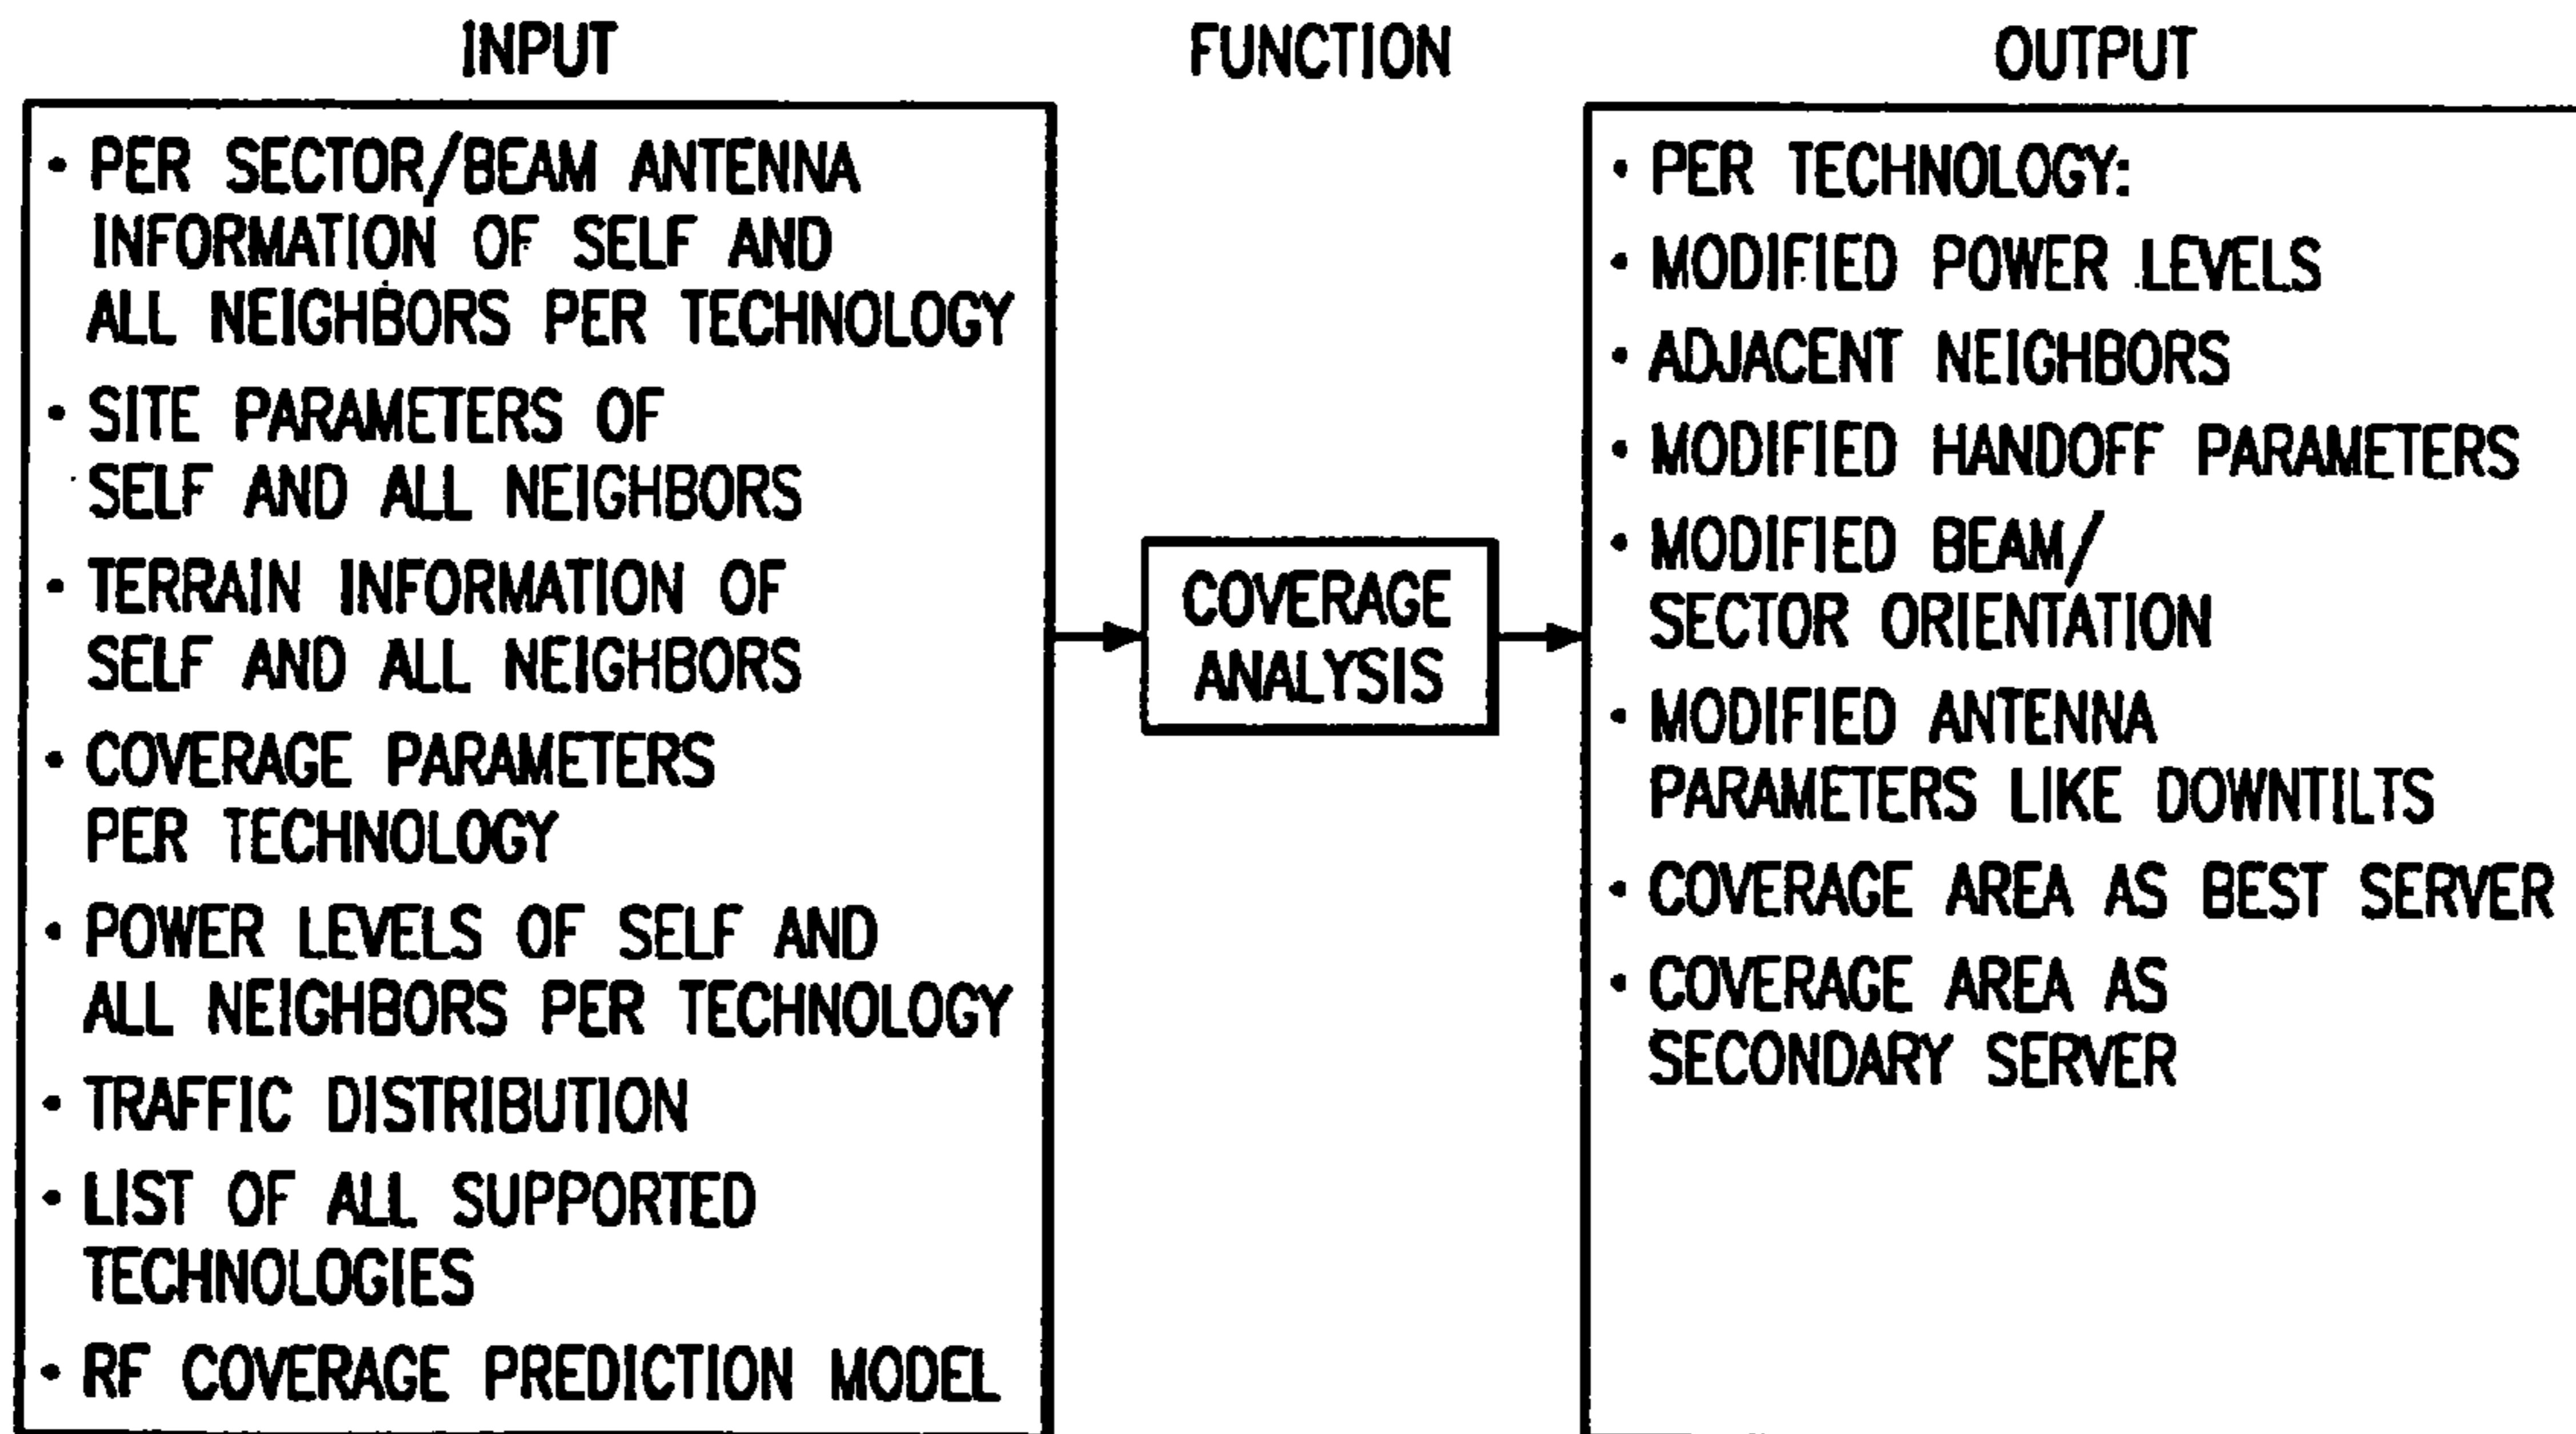 INPUT
• PER SECTOR/BEAM ANTENNA
INFORMATION OF SELF AND
ALL NEIGHBORS PER TECHNOLOGY
• SITE PARAMETERS OF
SELF AND ALL NEIGHBORS
• TERRAIN INFORMATION OF
SELF AND ALL NEIGHBORS
• COVERAGE PARAMETERS
PER TECHNOLOGY
• POWER LEVELS OF SELF AND
ALL NEIGHBORS PER TECHNOLOGY
• TRAFFIC DISTRIBUTION
• LIST OF ALL SUPPORTED
TECHNOLOGIES
• RF COVERAGE PREDICTION MODEL
FUNCTION
COVERAGE
ANALYSIS
OUTPUT
• PER TECHNOLOGY:
• MODIFIED POWER LEVELS
• ADJACENT NEIGHBORS
• MODIFIED HANDOFF PARAMETERS
• MODIFIED BEAM/
SECTOR ORIENTATION
• MODIFIED ANTENNA
PARAMETERS LIKE DOWNTILTS
• COVERAGE AREA AS BEST SERVER
• COVERAGE AREA AS
SECONDARY SERVER